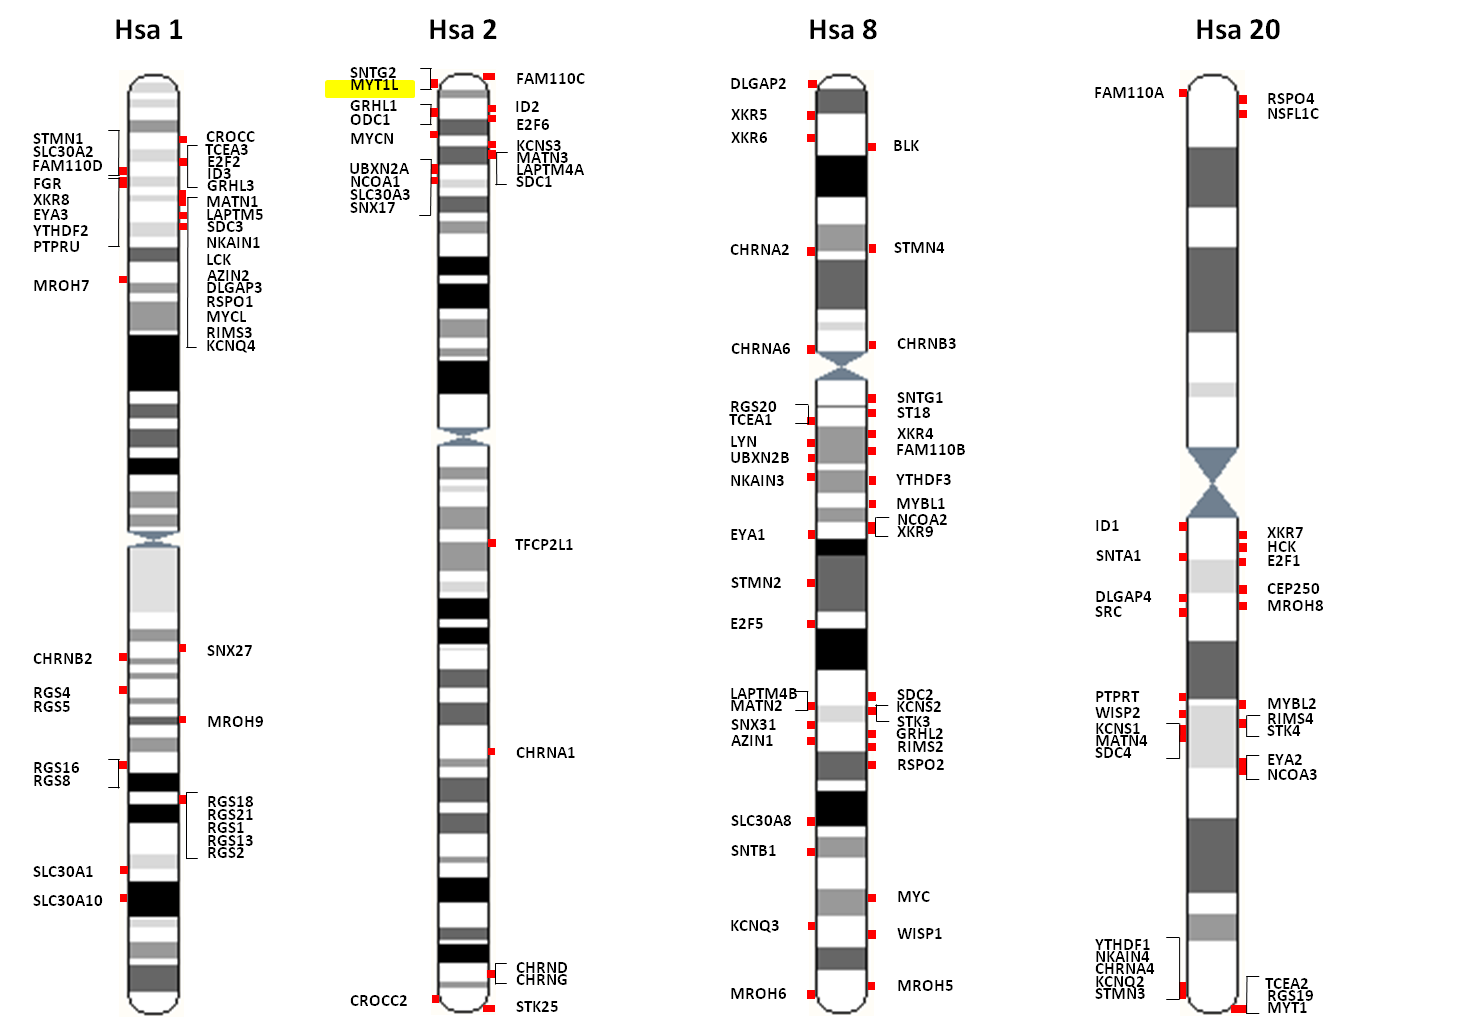 Hsa 1
Hsa 2
Hsa 8
Hsa 20
STMN1
SLC30A2
FAM110D
FGR
XKR8
EYA3
YTHDF2
PTPRU
MROH7
CHRNB2
RGS4
RGS5
RGS16
RGS8
SLC30A1
SLC30A10
CROCC
TCEA3
E2F2
ID3
GRHL3
MATN1
LAPTM5
SDC3
NKAIN1
LCK
AZIN2
DLGAP3
RSPO1
MYCL
RIMS3
KCNQ4
SNX27
MROH9
RGS18
RGS21
RGS1
RGS13
RGS2
SNTG2
MYT1L
GRHL1
ODC1
MYCN
UBXN2A
NCOA1
SLC30A3
SNX17
CROCC2
FAM110C
ID2
E2F6
KCNS3
MATN3
LAPTM4A
SDC1
TFCP2L1
CHRNA1
CHRND
CHRNG
STK25
DLGAP2
XKR5
XKR6
CHRNA2
CHRNA6
RGS20
TCEA1
LYN
UBXN2B
NKAIN3
EYA1
STMN2
E2F5
LAPTM4B
MATN2
SNX31
AZIN1
SLC30A8
SNTB1
KCNQ3
MROH6
BLK
STMN4
CHRNB3
SNTG1
ST18
XKR4
FAM110B
YTHDF3
MYBL1
NCOA2
XKR9
SDC2
KCNS2
STK3
GRHL2
RIMS2
RSPO2
MYC
WISP1
MROH5
FAM110A
ID1
SNTA1
DLGAP4
SRC
PTPRT
WISP2
KCNS1
MATN4
SDC4
YTHDF1
NKAIN4
CHRNA4
KCNQ2
STMN3
RSPO4
NSFL1C
XKR7
HCK
E2F1
CEP250
MROH8
MYBL2
RIMS4
STK4
EYA2
NCOA3
TCEA2
RGS19
MYT1